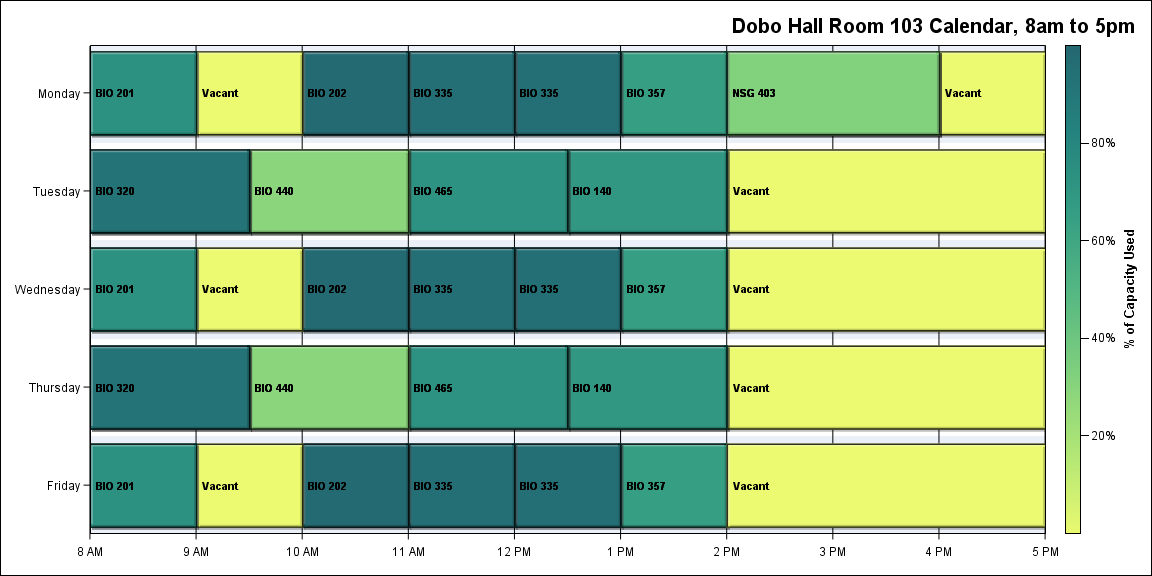 Dobo Hall Room 103 Calendar, 8am to 5pm
Monday
BIO 201
Vacant
BIO 202
BIO 335
BIO 335
BIO 357
NSG 403
Vacant
Tuesday
BIO 320
BIO 440
BIO 465
BIO 140
Vacant
Wednesday
BIO 201
Vacant
BIO 202
BIO 335
BIO 335
BIO 357
Vacant
Thursday
BIO 320
BIO 440
BIO 465
BIO 140
Vacant
Friday
BIO 201
Vacant
BIO 202
BIO 335
BIO 335
BIO 357
Vacant
8 AM
9 AM
10 AM
11 AM
12 PM
1 PM
2 PM
3 PM
4 PM
5 PM
80%
60%
40%
20%
% of Capacity Used